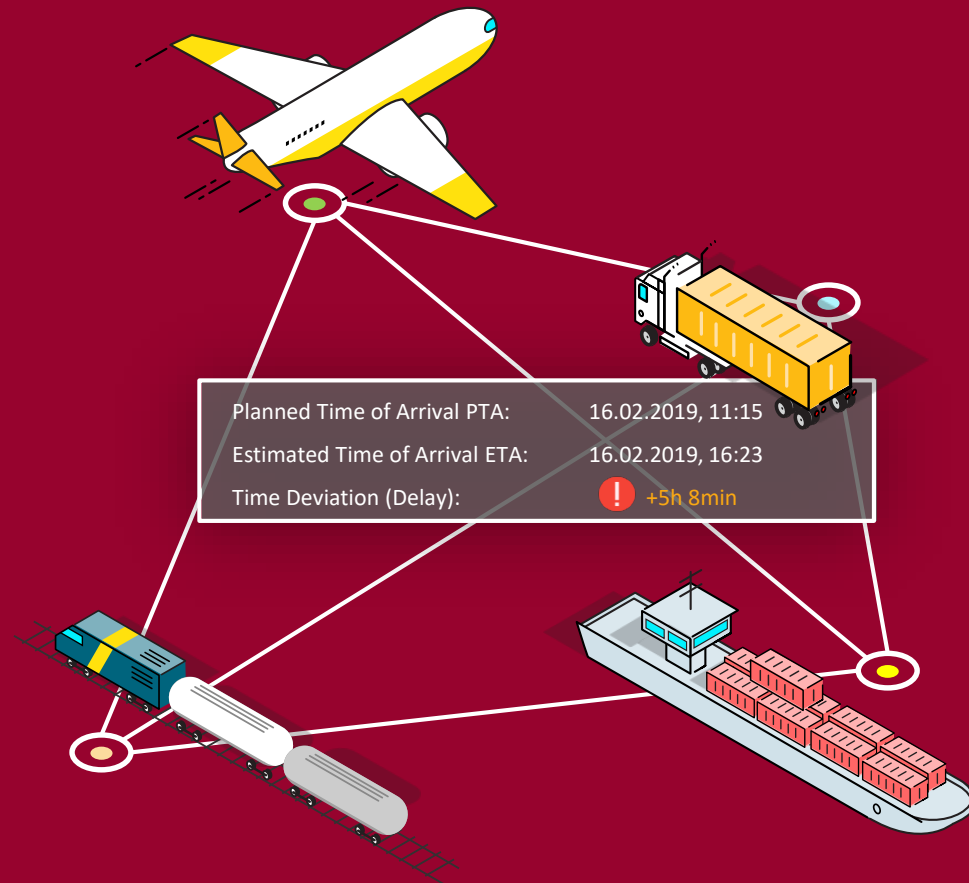 Planned Time of Arrival PTA: 16.02.2019, 11:15
Estimated Time of Arrival ETA: 16.02.2019, 16:23
Time Deviation (Delay): ! +5h 8min